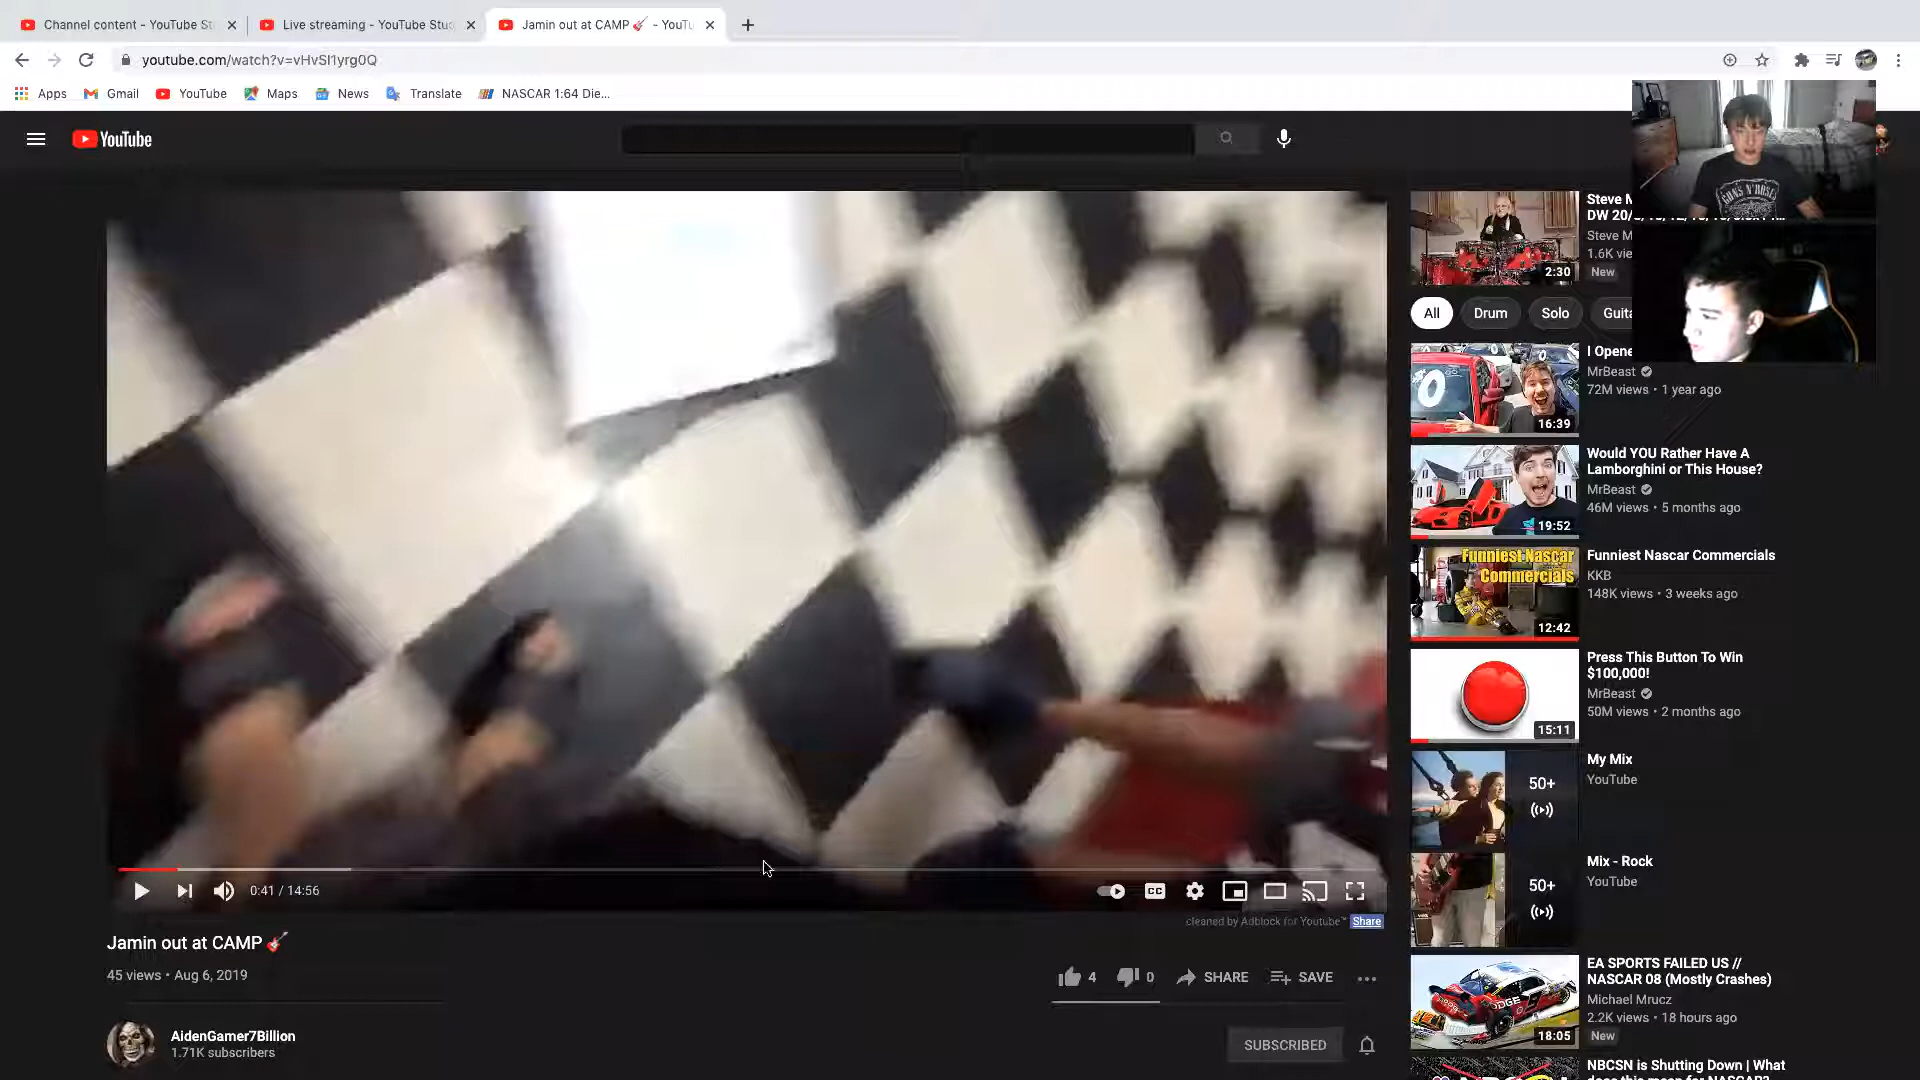 Channel content - YouTube St
Live streaming - YouTube Stud
Jamin out at CAMP 🎸 - YouTu
youtube.com/watch?v=vHvSl1yrg0Q
Apps
Gmail
YouTube
Maps
News
Translate
NASCAR 1:64 Die...
YouTube
Steve M
DW 20/
Steve M
1.6K vie
New
2:30
GUNS N' ROSES
All
Drum
Solo
Guita
I Opene
MrBeast
72M views • 1 year ago
16:39
Would YOU Rather Have A
Lamborghini or This House?
MrBeast
46M views • 5 months ago
19:52
Funniest Nascar
Commercials
12:42
Funniest Nascar Commercials
KKB
148K views • 3 weeks ago
Press This Button To Win
$100,000!
MrBeast
50M views • 2 months ago
15:11
My Mix
YouTube
50+
Mix - Rock
YouTube
50+
EA SPORTS FAILED US //
NASCAR 08 (Mostly Crashes)
Michael Mrucz
2.2K views • 18 hours ago
New
18:05
NBCSN is Shutting Down | What
0:41 / 14:56
CC
cleaned by Adblock for Youtube™ Share
Jamin out at CAMP 🎸
45 views • Aug 6, 2019
4
0
SHARE
SAVE
AidenGamer7Billion
1.71K subscribers
SUBSCRIBED